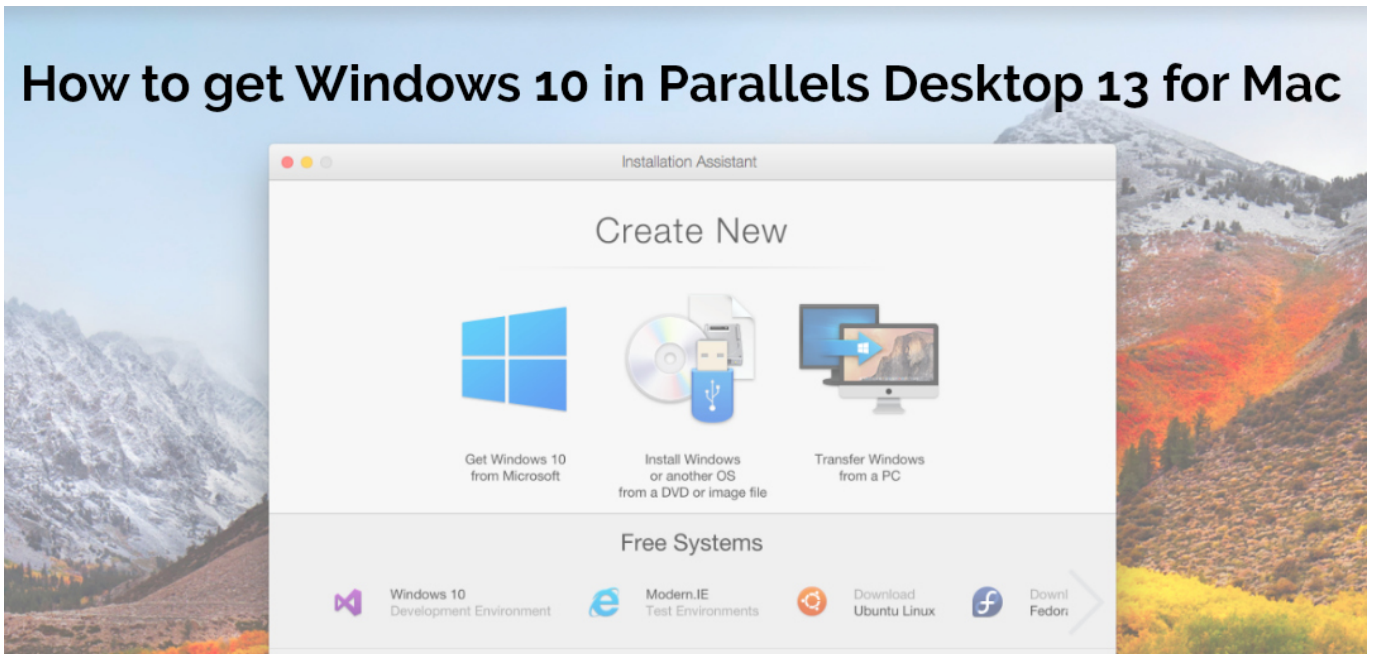 How to get Windows 10 in Parallels Desktop 13 for Mac
Installation Assistant
Create New
Get Windows 10
from Microsoft
Install Windows
or another OS
from a DVD or image file
Transfer Windows
from a PC
Free Systems
Windows 10
Development Environment
Modern.IE
Test Environments
Download
Ubuntu Linux
Downl
Fedor